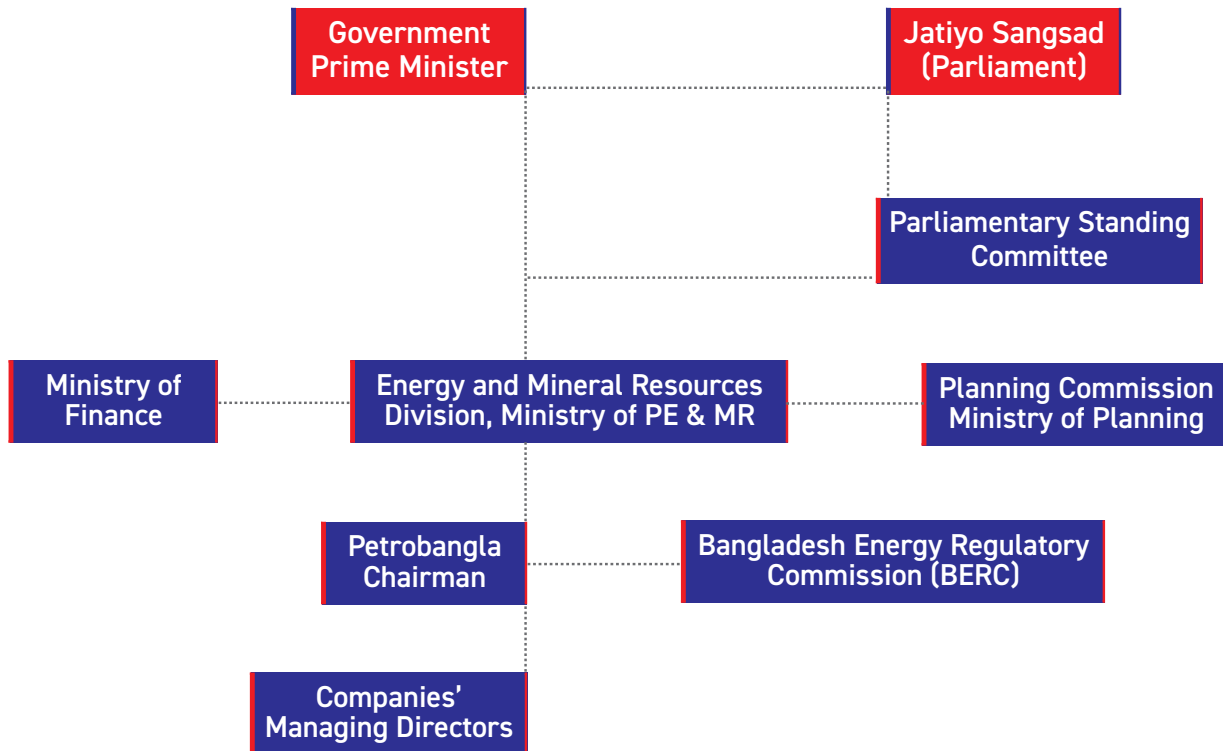 Government
Prime Minister
Jatiyo Sangsad
(Parliament)
Parliamentary Standing
Committee
Ministry of
Finance
Energy and Mineral Resources
Division, Ministry of PE & MR
Planning Commission
Ministry of Planning
Petrobangla
Chairman
Bangladesh Energy Regulatory
Commission (BERC)
Companies’
Managing Directors